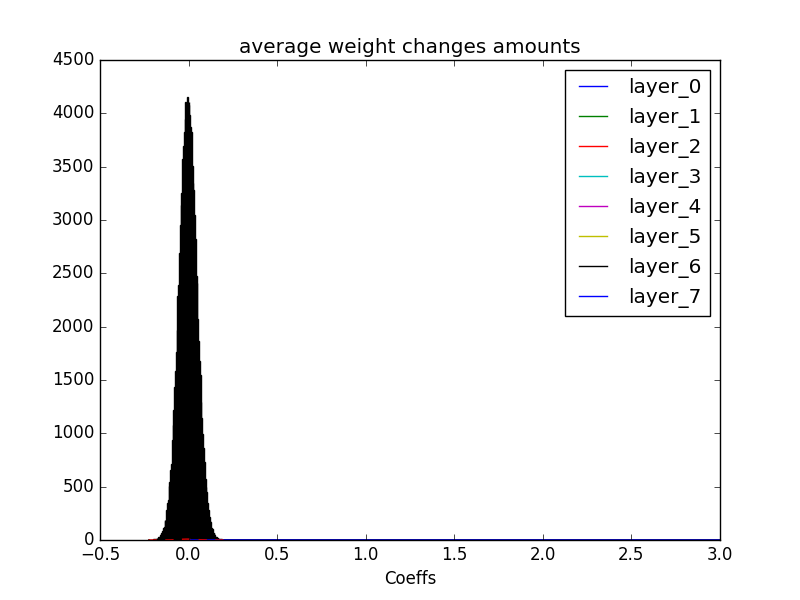 average weight changes amounts
4500
4000
3500
3000
2500
2000
1500
1000
500
0
−0.5 0.0 0.5 1.0 1.5 2.0 2.5 3.0
Coeffs
layer_0
layer_1
layer_2
layer_3
layer_4
layer_5
layer_6
layer_7